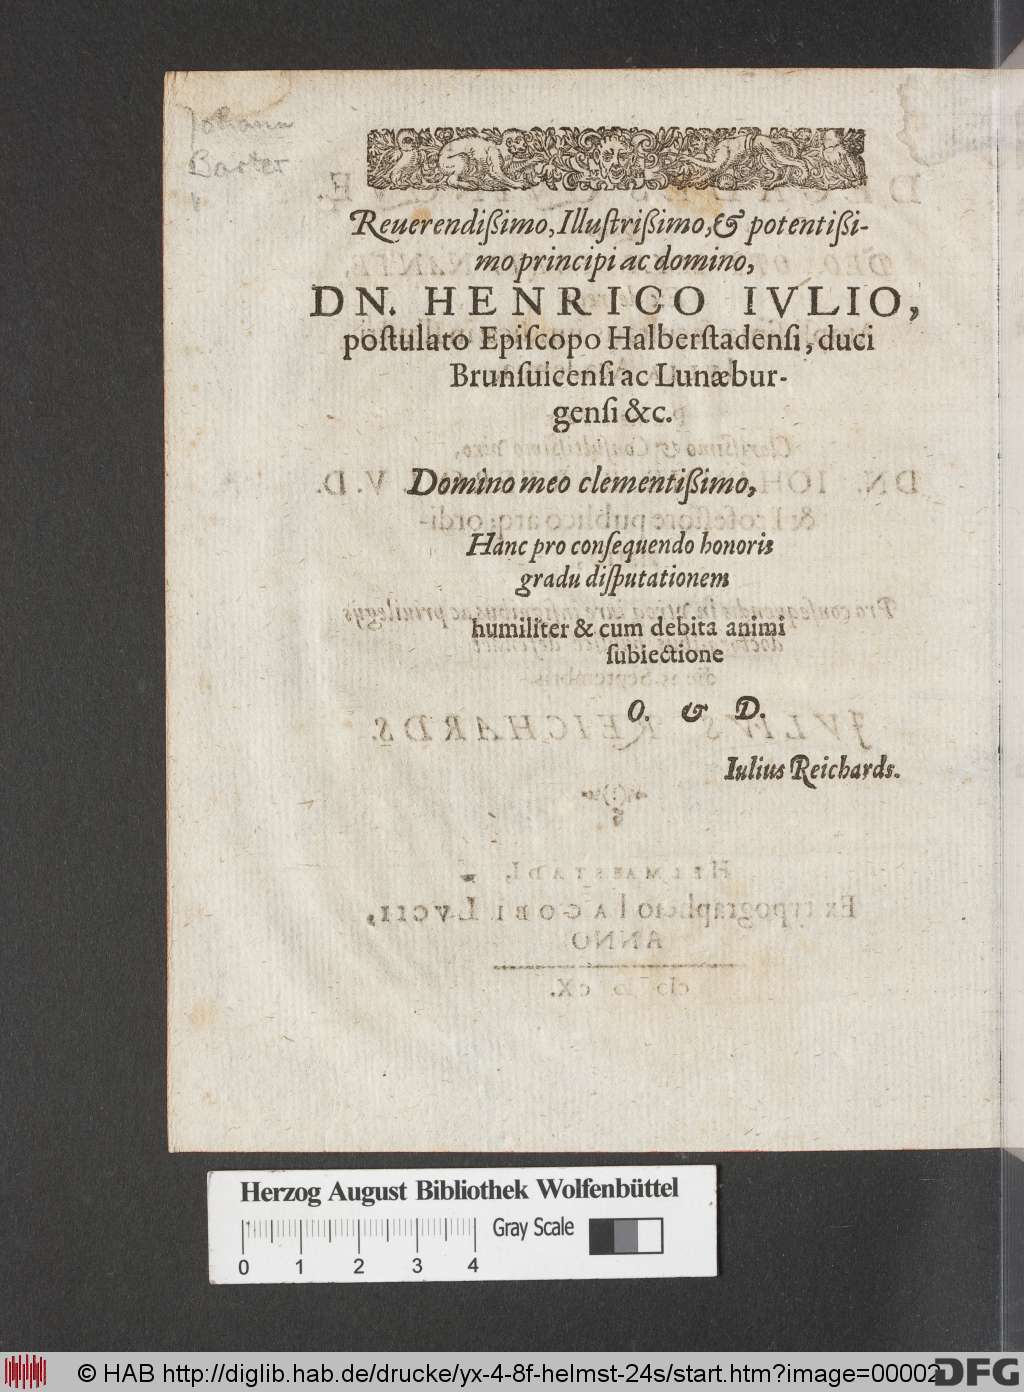 Johann
Reuerendißimo, Illuſtrißimo, & potentißi-
mo principi ac domino,
DN. HENRICO IVLIO,
poſtulato Epiſcopo Halberſtadenſi, duci
Brunſuicenſi ac Lunæbur-
genſi &c.
Domino meo clementißimo,
Hanc pro conſequendo honoris
gradu diſputationem
humiliter & cum debita animi
ſubiectione
O. & D.
Iulius Reichards.
Herzog August Bibliothek Wolfenbüttel
Gray Scale
0 1 2 3 4
© HAB http://diglib.hab.de/drucke/yx-4-8f-helmst-24s/start.htm?image=00002
DFG